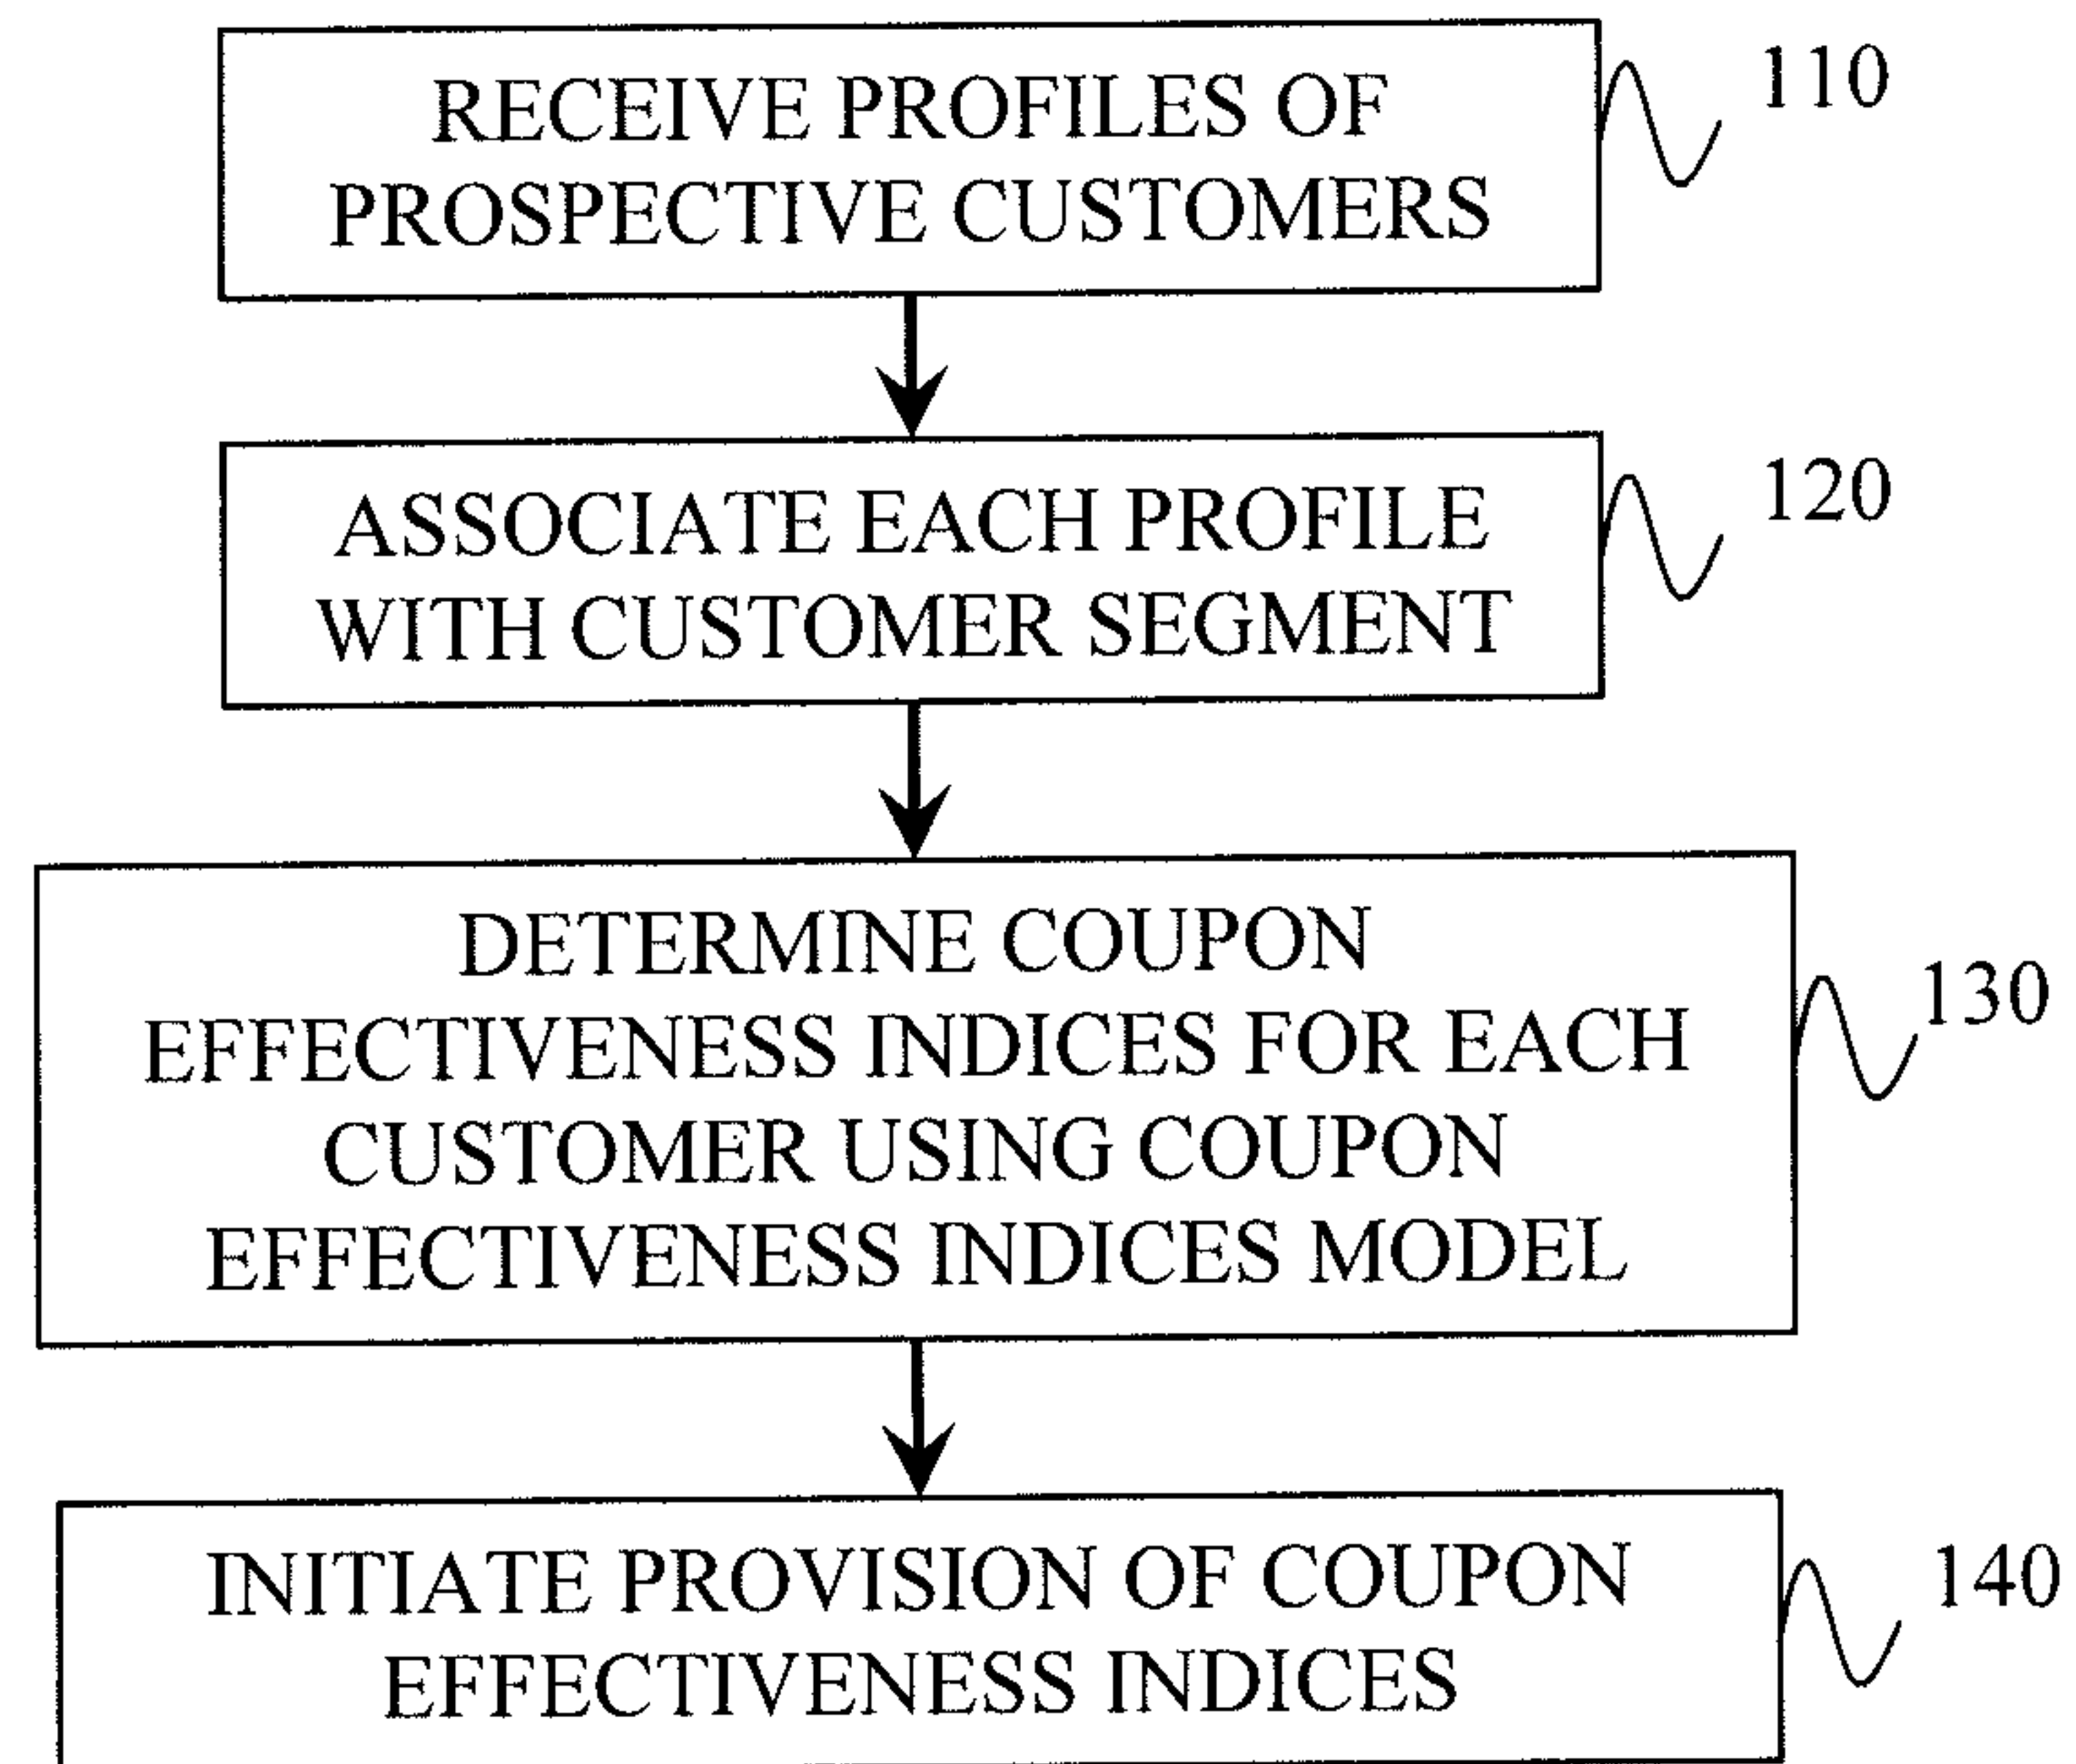 RECEIVE PROFILES OF
PROSPECTIVE CUSTOMERS
110
ASSOCIATE EACH PROFILE
WITH CUSTOMER SEGMENT
120
DETERMINE COUPON
EFFECTIVENESS INDICES FOR EACH
CUSTOMER USING COUPON
EFFECTIVENESS INDICES MODEL
130
INITIATE PROVISION OF COUPON
EFFECTIVENESS INDICES
140